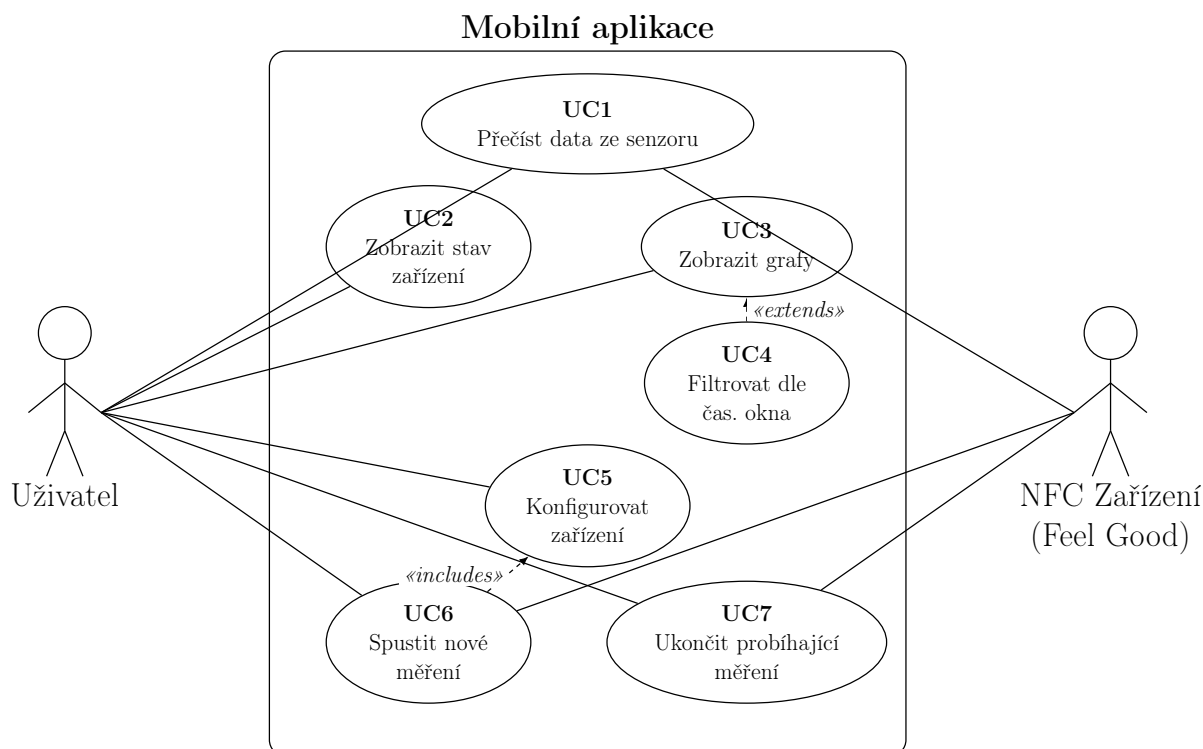 Mobilní aplikace
UC1
Přečíst data ze senzoru
UC2
Zobrazit stav
zařízení
UC3
Zobrazit grafy
«extends»
UC4
Filtrovat dle
čas. okna
Uživatel
NFC Zařízení
(Feel Good)
UC5
Konfigurovat
zařízení
«includes»
UC6
Spustit nové
měření
UC7
Ukončit probíhající
měření